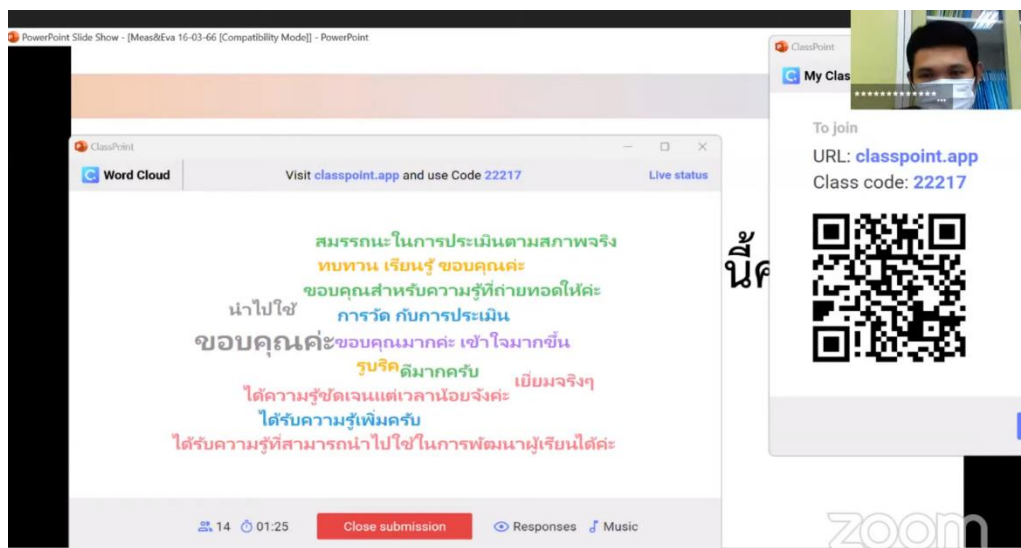 PowerPoint Slide Show - [Meas&Eva 16-03-66 [Compatibility Mode]] - PowerPoint
ClassPoint
My Clas
*************...
To join
URL: classpoint.app
Class code: 22217
ClassPoint
Word Cloud
Visit classpoint.app and use Code 22217
Live status
สมรรถนะในการประเมินตามสภาพจริง
ทบทวน เรียนรู้ ขอบคุณค่ะ
ขอบคุณสำหรับความรู้ที่ถ่ายทอดให้ค่ะ
นำไปใช้
การวัด กับการประเมิน
ขอบคุณค่ะ
ขอบคุณมากค่ะ เข้าใจมากขึ้น
รูบริค
ดีมากครับ
เยี่ยมจริงๆ
ได้ความรู้ชัดเจนแต่เวลาน้อยจังค่ะ
ได้รับความรู้เพิ่มครับ
ได้รับความรู้ที่สามารถนำไปใช้ในการพัฒนาผู้เรียนได้ค่ะ
นี้ค
14
01:25
Close submission
Responses
Music
zoom